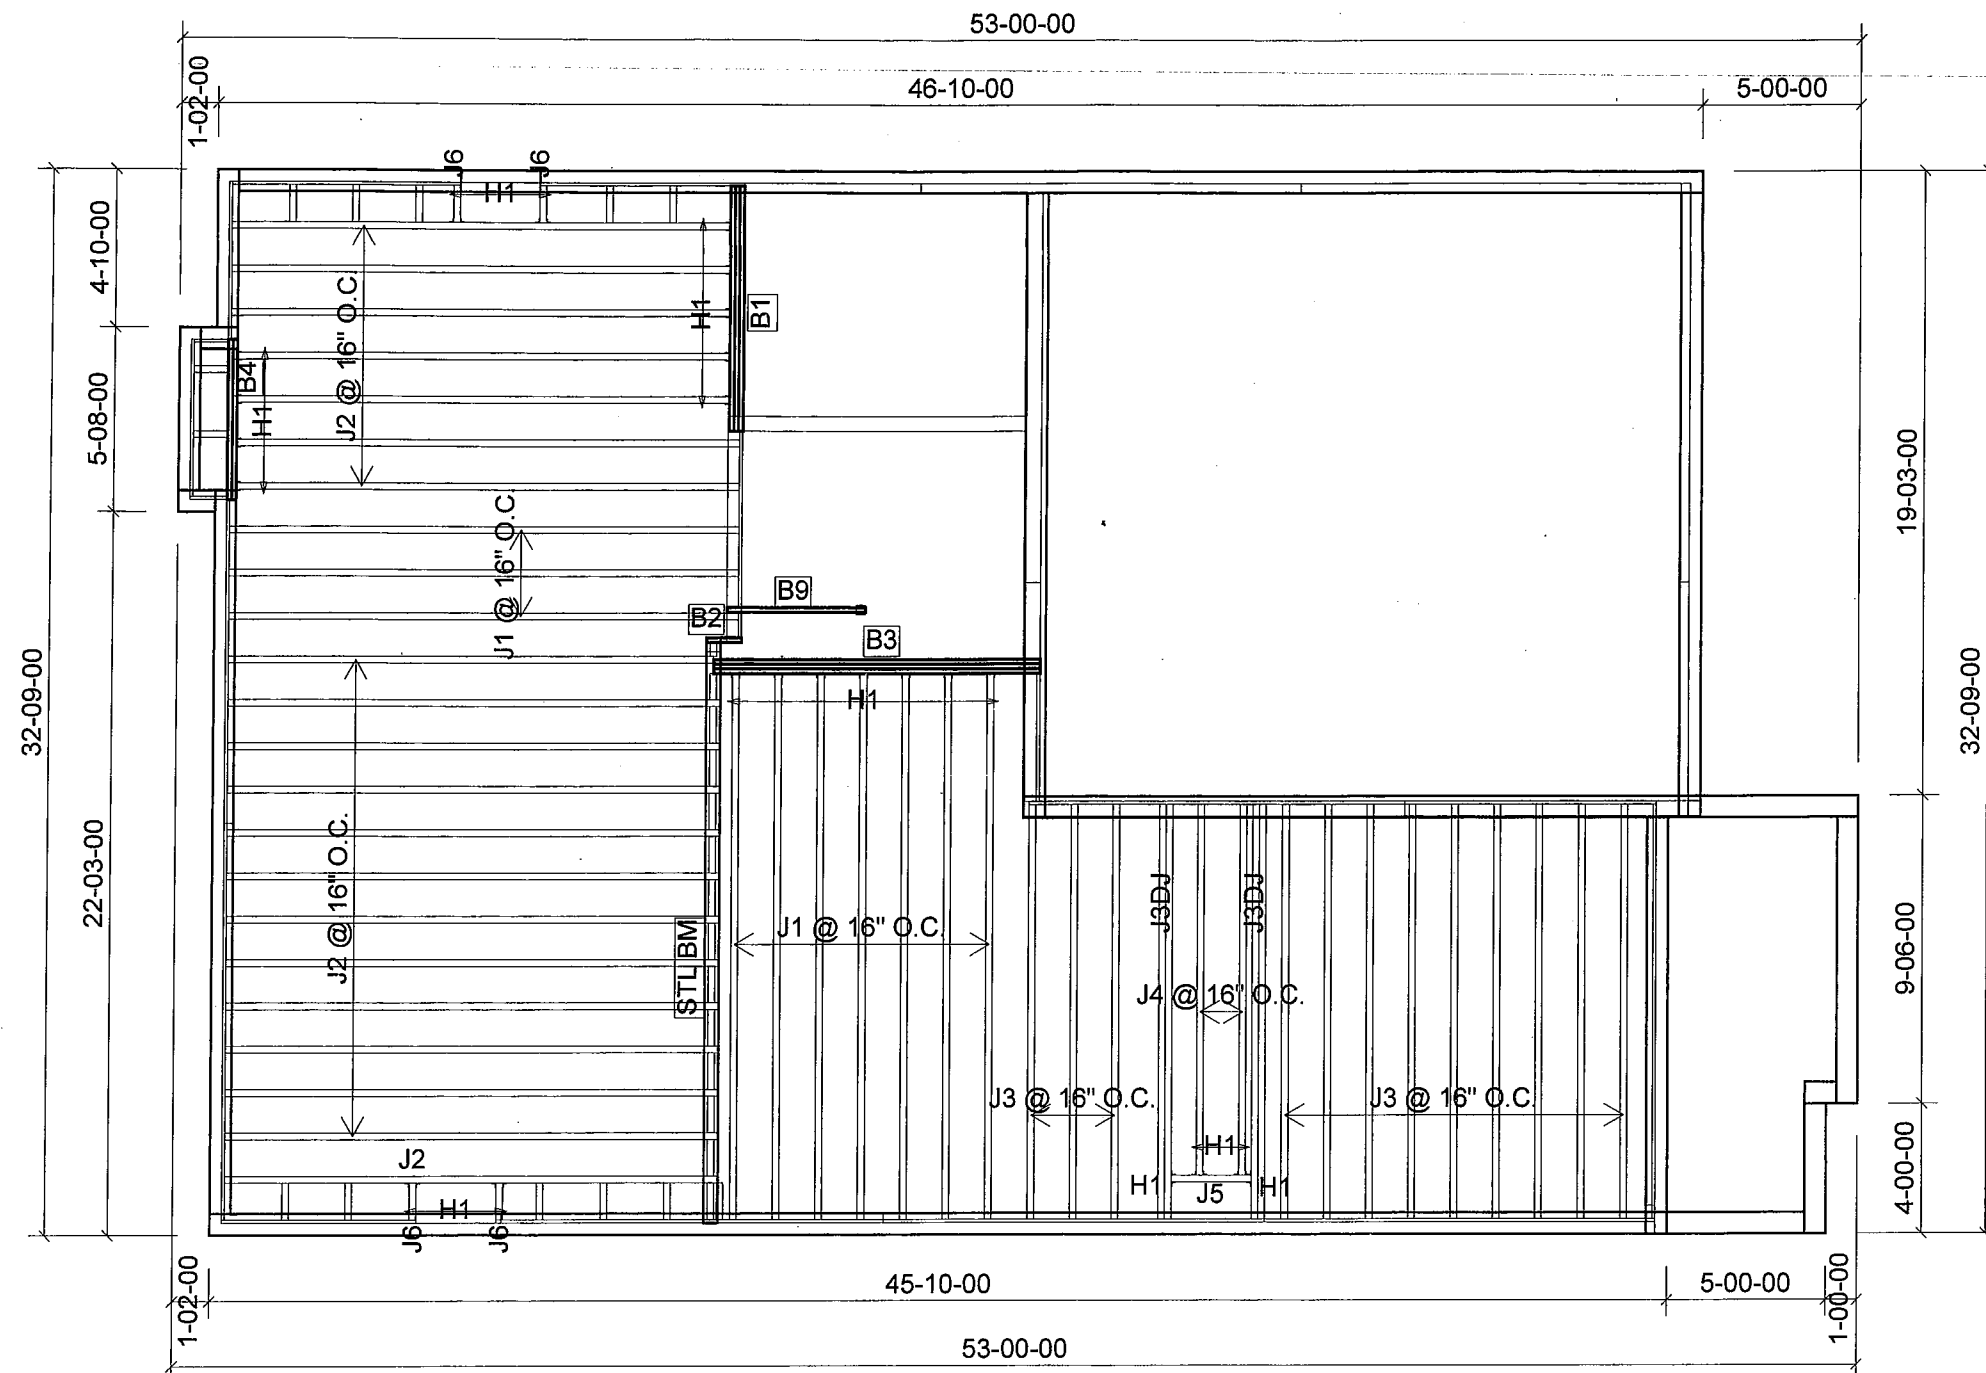 53-00-00
1-02-00
46-10-00
5-00-00
J6
J6
H1
4-10-00
J2 @ 16" O.C.
H1
B1
B4
H1
5-08-00
19-03-00
J1 @ 16" O.C.
B9
B2
B3
32-09-00
32-09-00
H1
22-03-00
J2 @ 16" O.C.
STL BM
J1 @ 16" O.C.
J3DJ
J3DJ
J4 @ 16" O.C.
9-06-00
J3 @ 16" O.C.
J3 @ 16" O.C.
H1
J2
H1
J5
H1
H1
J6
J6
4-00-00
1-02-00
45-10-00
5-00-00
1-00-00
53-00-00